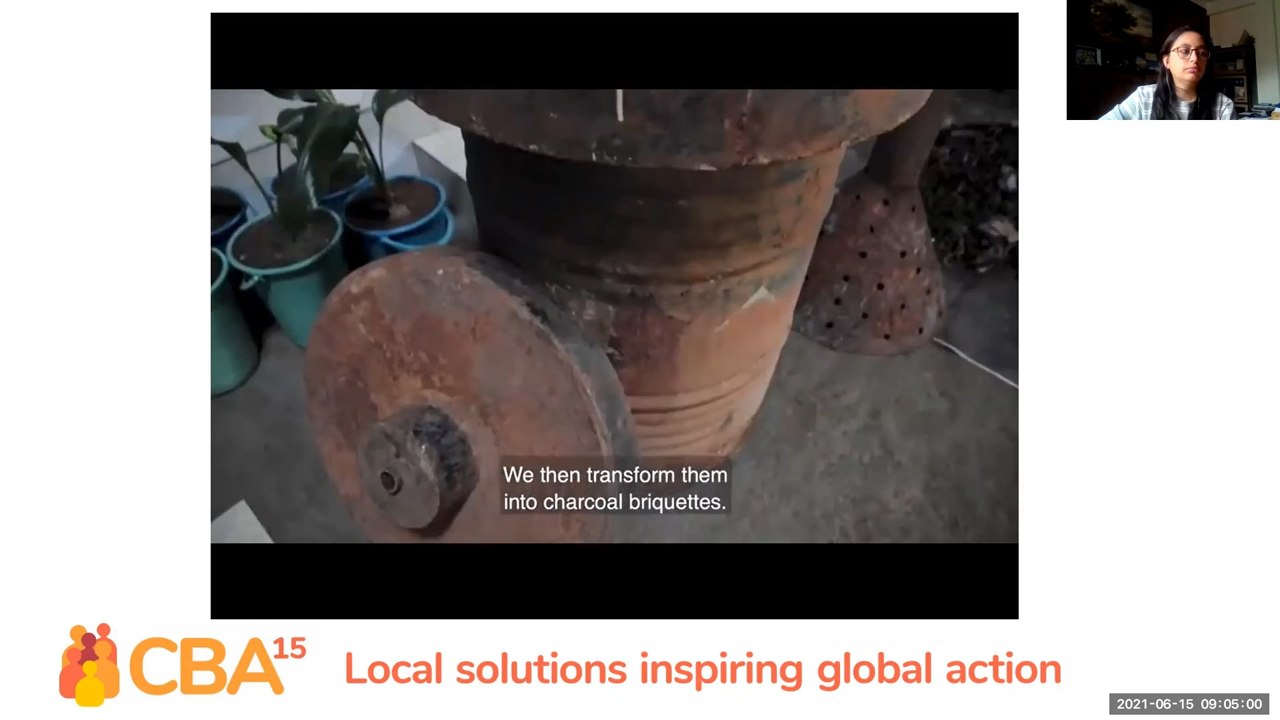 We then transform them
into charcoal briquettes.
CBA15
Local solutions inspiring global action
2021-06-15 09:05:00